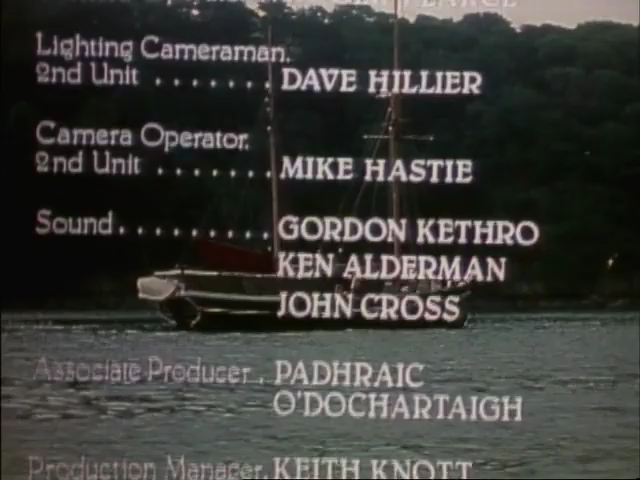 Lighting Cameraman,
2nd Unit . . . . . . . DAVE HILLIER
Camera Operator,
2nd Unit . . . . . . . MIKE HASTIE
Sound . . . . . . . . . GORDON KETHRO
KEN ALDERMAN
JOHN CROSS
Associate Producer . PADHRAIC
O'DOCHARTAIGH
Production Manager. KEITH KNOTT